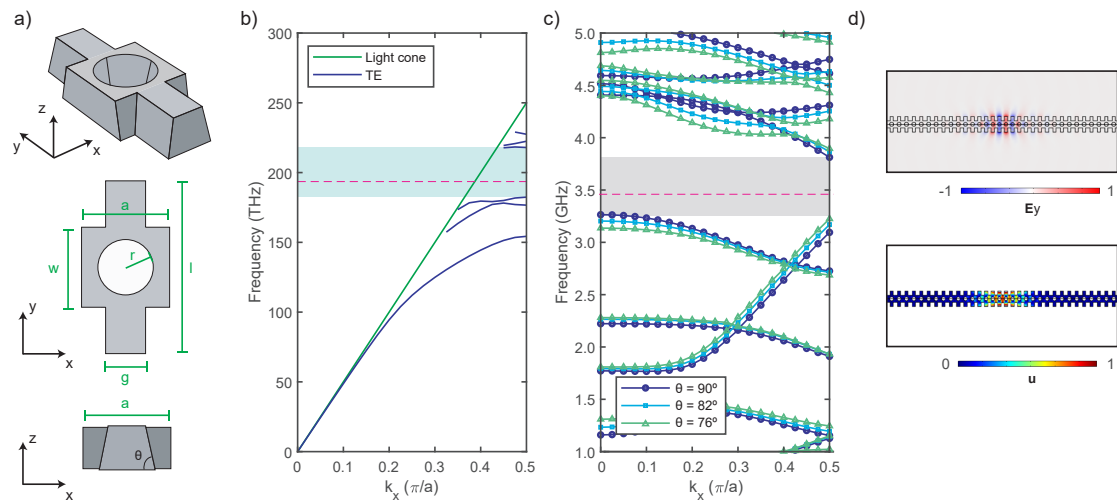 a)
z
y
x
a
w
r
l
y
x
g
a
z
x
θ
b)
300
250
200
150
100
50
0
Frequency (THz)
Light cone
TE
0
0.1
0.2
0.3
0.4
0.5
k_x (π/a)
c)
5.0
4.5
4.0
3.5
3.0
2.5
2.0
1.5
1.0
Frequency (GHz)
θ = 90º
θ = 82º
θ = 76º
0
0.1
0.2
0.3
0.4
0.5
k_x (π/a)
d)
-1 1
Ey
0 1
u